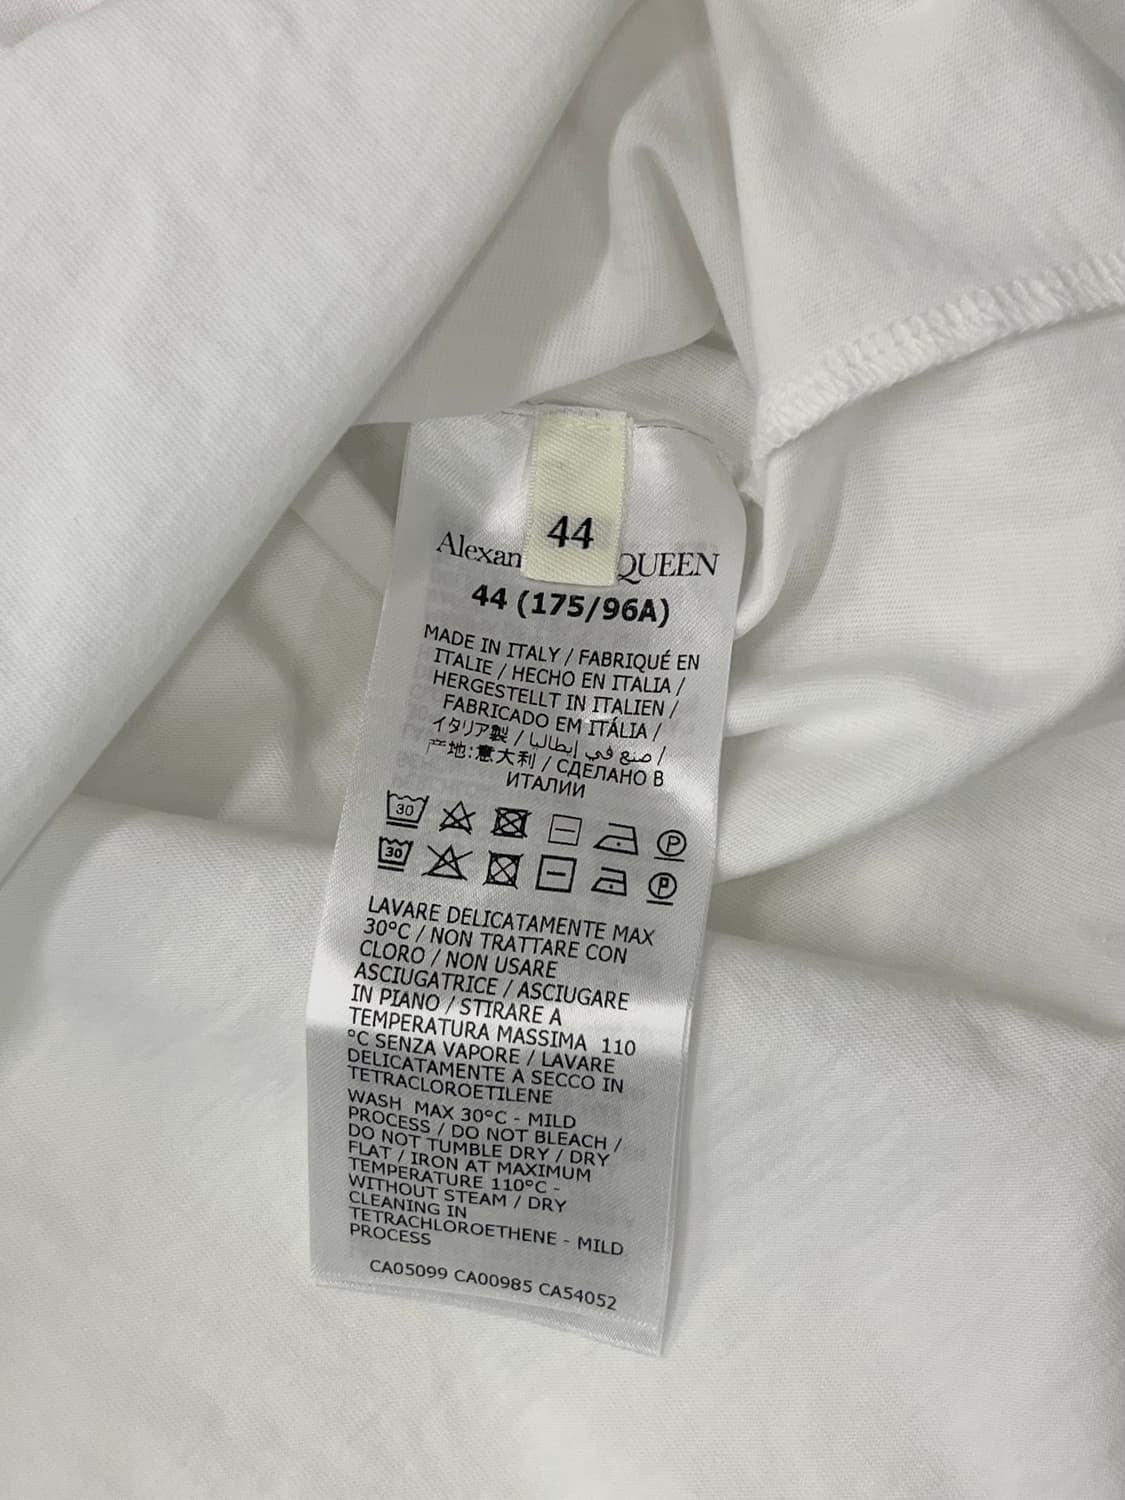 44
Alexan QUEEN
44 (175/96A)
MADE IN ITALY / FABRIQUÉ EN
ITALIE / HECHO EN ITALIA /
HERGESTELLT IN ITALIEN /
FABRICADO EM ITÁLIA /
イタリア製 / صنع في إيطاليا /
产地:意大利 / СДЕЛАНО В
ИТАЛИИ
30 P
30 P
LAVARE DELICATAMENTE MAX
30°C / NON TRATTARE CON
CLORO / NON USARE
ASCIUGATRICE / ASCIUGARE
IN PIANO / STIRARE A
TEMPERATURA MASSIMA 110
°C SENZA VAPORE / LAVARE
DELICATAMENTE A SECCO IN
TETRACLOROETILENE
WASH MAX 30°C - MILD
PROCESS / DO NOT BLEACH /
DO NOT TUMBLE DRY / DRY
FLAT / IRON AT MAXIMUM
TEMPERATURE 110°C -
WITHOUT STEAM / DRY
CLEANING IN
TETRACHLOROETHENE - MILD
PROCESS
CA05099 CA00985 CA54052